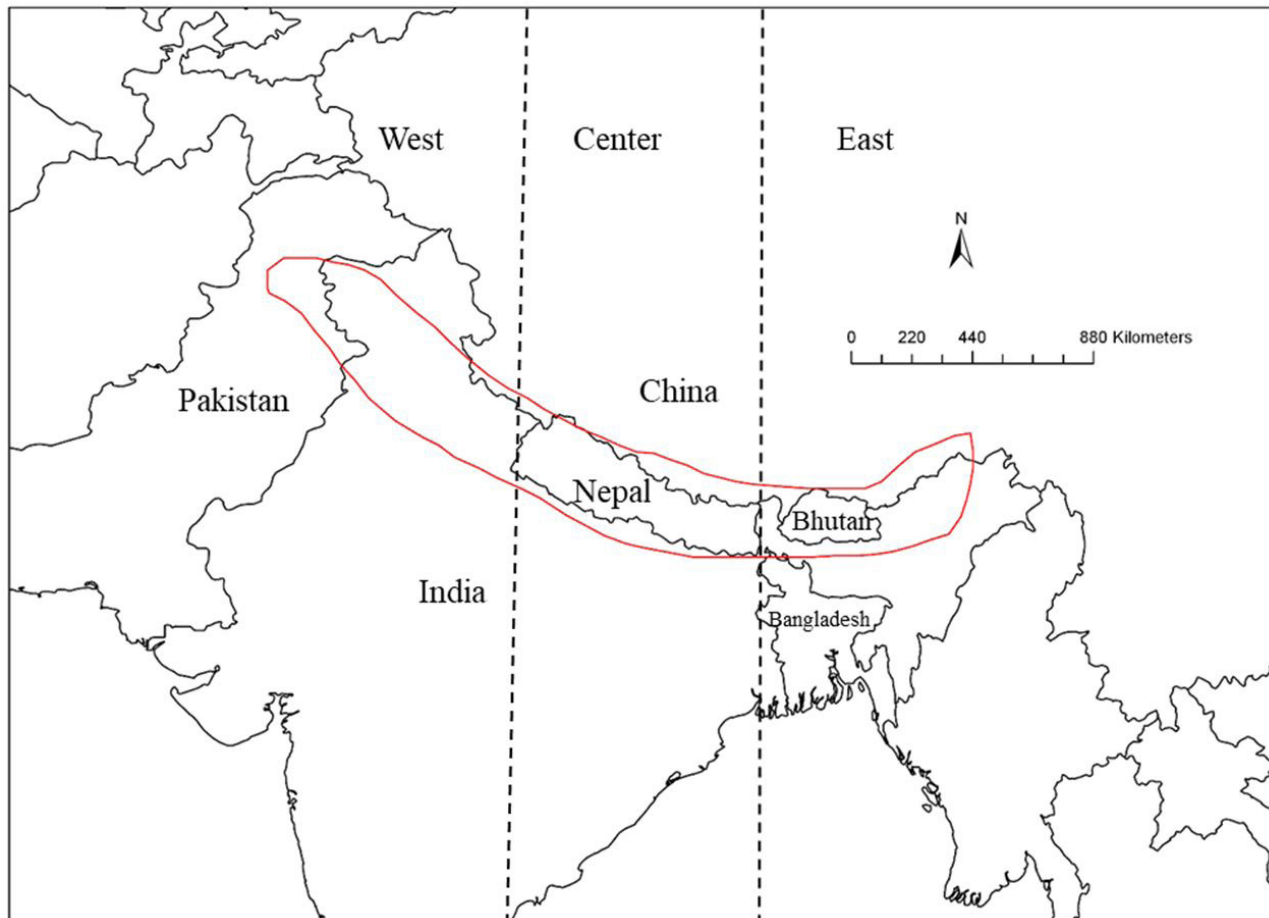 West Center East
N
0 220 440 880 Kilometers
Pakistan
China
Nepal
Bhutan
India
Bangladesh